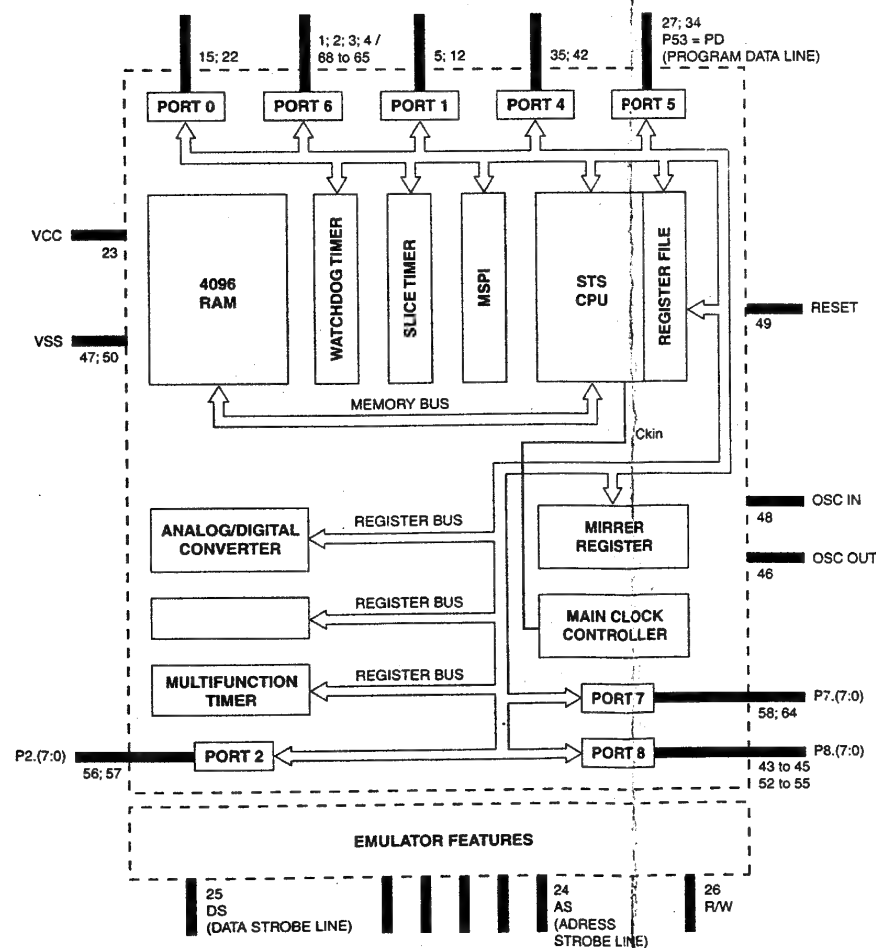 27; 34
P53 = PD
(PROGRAM DATA LINE)
15; 22
1; 2; 3; 4 /
68 to 65
5; 12
35; 42
PORT 0
PORT 6
PORT 1
PORT 4
PORT 5
VCC
23
VSS
47; 50
4096
RAM
WATCHDOG TIMER
SLICE TIMER
MSPI
STS
CPU
REGISTER FILE
RESET
49
MEMORY BUS
Ckin
REGISTER BUS
ANALOG/DIGITAL
CONVERTER
MIRRER
REGISTER
OSC IN
48
OSC OUT
46
REGISTER BUS
MAIN CLOCK
CONTROLLER
REGISTER BUS
MULTIFUNCTION
TIMER
PORT 7
P7.(7:0)
58; 64
P2.(7:0)
56; 57
PORT 2
PORT 8
P8.(7:0)
43 to 45
52 to 55
EMULATOR FEATURES
25
DS
(DATA STROBE LINE)
24
AS
(ADRESS
STROBE LINE)
26
R/W